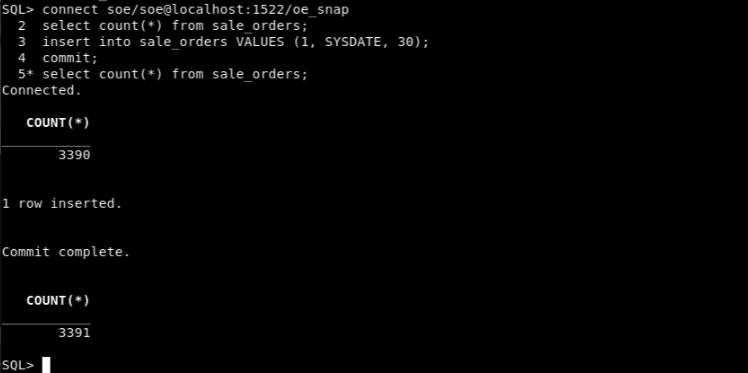 SQL> connect soe/soe@localhost:1522/oe_snap
2 select count(*) from sale_orders;
3 insert into sale_orders VALUES (1, SYSDATE, 30);
4 commit;
5* select count(*) from sale_orders;
Connected.
COUNT(*)
3390
1 row inserted.
Commit complete.
COUNT(*)
3391
SQL>